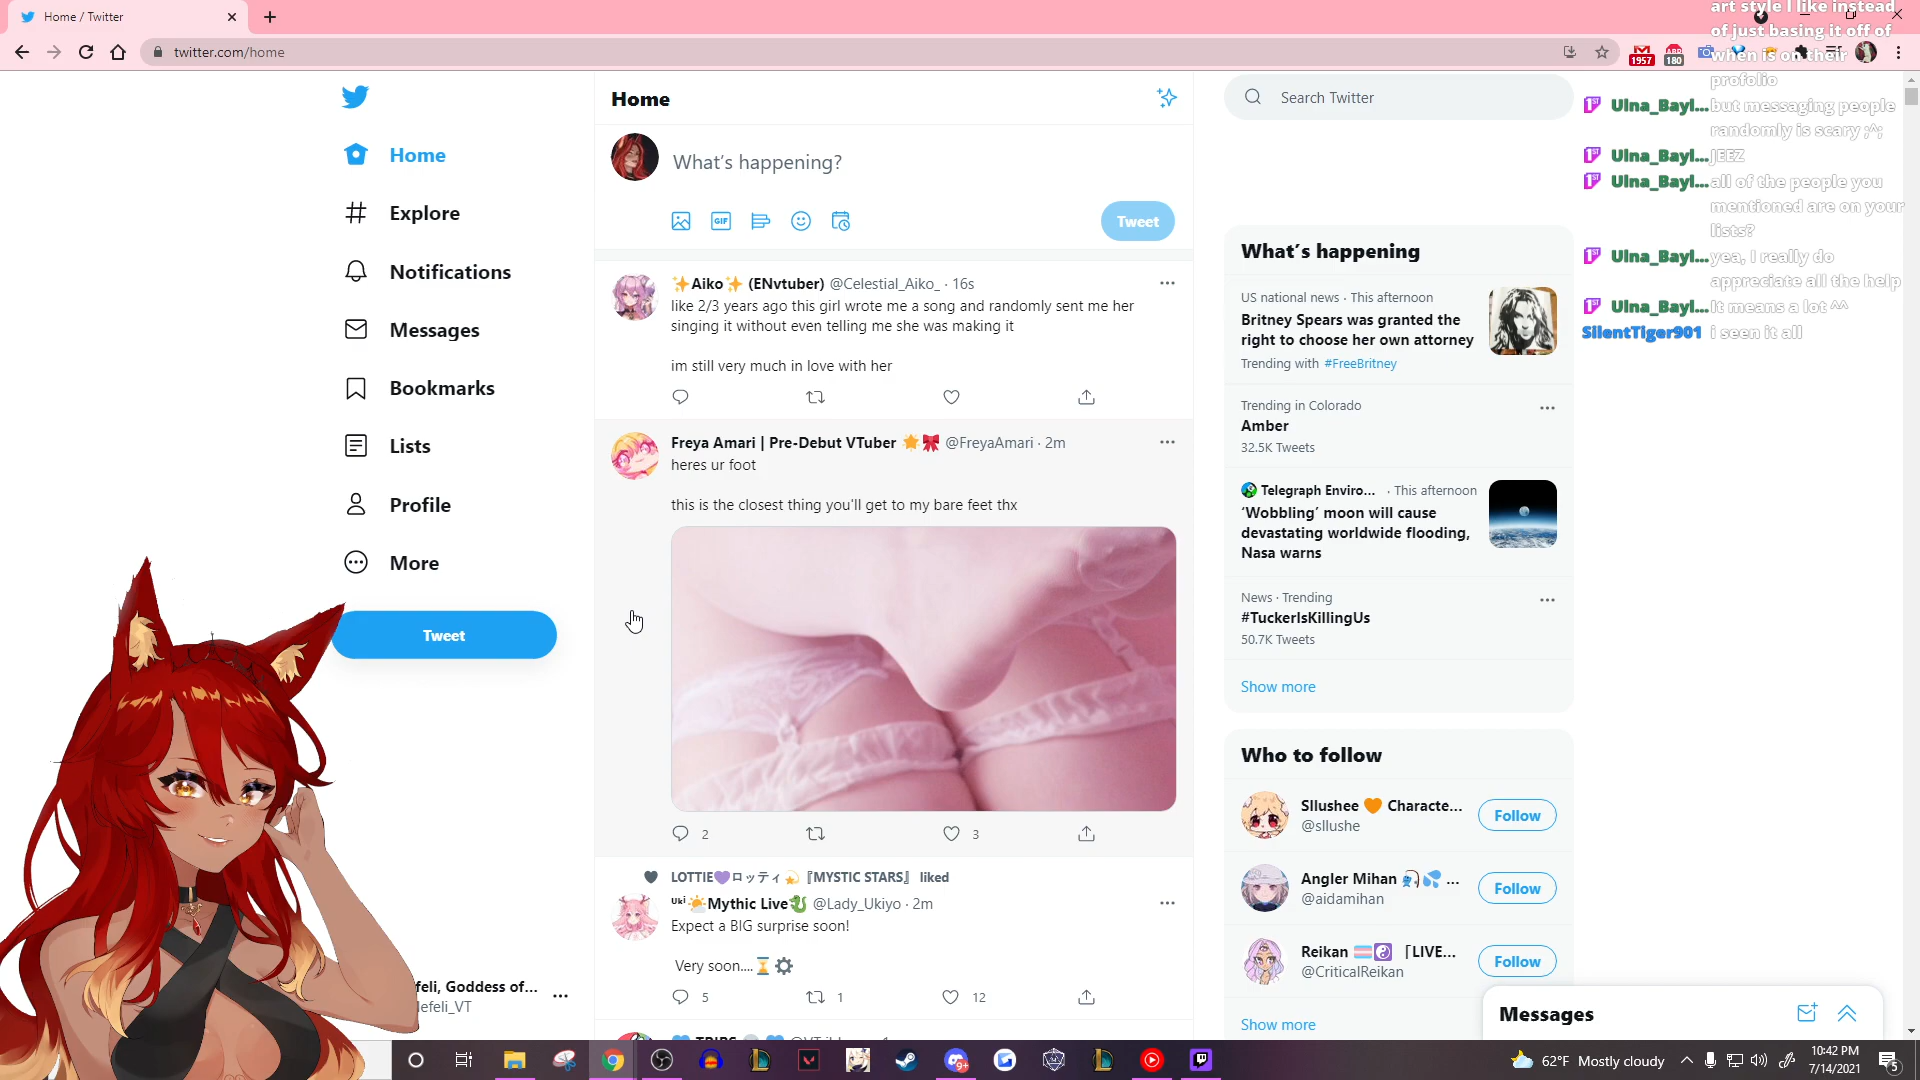 Home / Twitter
twitter.com/home
1957
180
Home
Explore
Notifications
Messages
Bookmarks
Lists
Profile
More
Tweet
feli, Goddess of...
lefeli_VT
Home
What's happening?
GIF
Tweet
✨Aiko✨ (ENvtuber) @Celestial_Aiko_ · 16s
like 2/3 years ago this girl wrote me a song and randomly sent me her
singing it without even telling me she was making it
im still very much in love with her
Freya Amari | Pre-Debut VTuber @FreyaAmari · 2m
heres ur foot
this is the closest thing you'll get to my bare feet thx
2
3
LOTTIE💜ロッティ💫『MYSTIC STARS』 liked
Uki Mythic Live @Lady_Ukiyo · 2m
Expect a BIG surprise soon!
Very soon....⏳⚙
5
1
12
Search Twitter
What's happening
US national news · This afternoon
Britney Spears was granted the
right to choose her own attorney
Trending with #FreeBritney
Trending in Colorado
Amber
32.5K Tweets
Telegraph Enviro... · This afternoon
'Wobbling' moon will cause
devastating worldwide flooding,
Nasa warns
News · Trending
#TuckerIsKillingUs
50.7K Tweets
Show more
Who to follow
Sllushee 🧡 Characte...
@sllushe
Follow
Angler Mihan ...
@aidamihan
Follow
Reikan 「LIVE...
@CriticalReikan
Follow
Show more
Messages
art style I like instead
of just basing it off of
when is on their
profolio
Ulna_Bayl... but messaging people
randomly is scary ;^;
Ulna_Bayl... JEEZ
Ulna_Bayl... all of the people you
mentioned are on your
lists?
Ulna_Bayl... yea, I really do
appreciate all the help
Ulna_Bayl... It means a lot ^^
SilentTiger901 i seen it all
9+
62°F Mostly cloudy
10:42 PM
7/14/2021
5